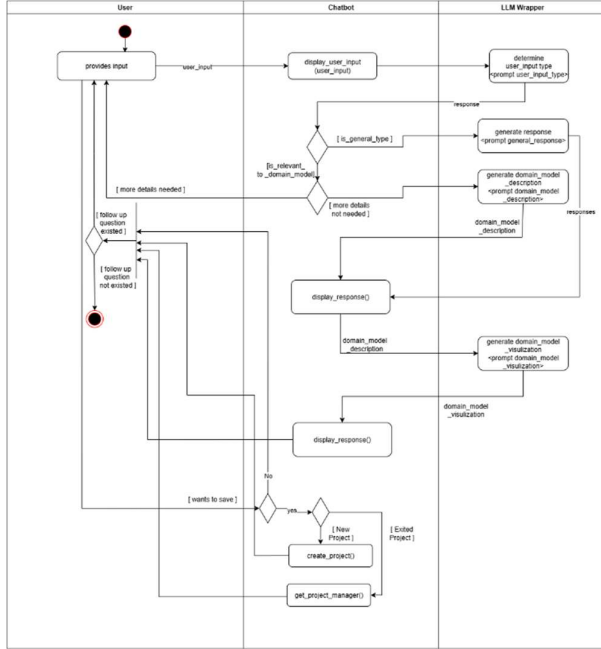 User
Chatbot
LLM Wrapper
provides input
user_input
display_user_input
(user_input)
determine
user_input type
<prompt user_input_type>
response
[ is_general_type ]
generate response
<prompt general_response>
[is_relevant_
to _domain_model]
[ more details needed ]
[ more details
not needed ]
generate domain_model
_description
<prompt domain_model
_description>
responses
domain_model
_description
[ follow up
question
existed ]
[ follow up
question
not existed ]
display_response()
domain_model
_description
generate domain_model
_visulization
<prompt domain_model
_visulization>
domain_model
_visualization
display_response()
No
[ wants to save ]
yes
[ New
Project ]
[ Exited
Project ]
create_project()
get_project_manager()